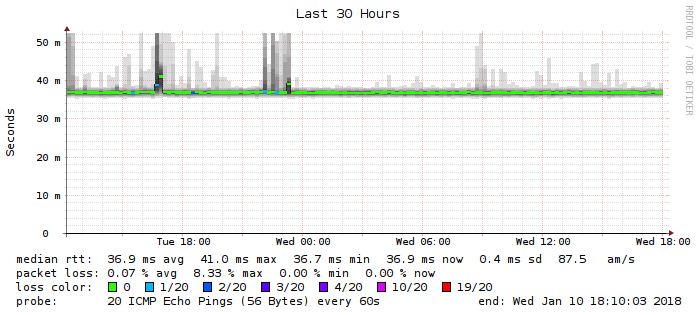 Last 30 Hours
RRDTOOL / TOBI OETIKER
Seconds
50 m
40 m
30 m
20 m
10 m
0
Tue 18:00 Wed 00:00 Wed 06:00 Wed 12:00 Wed 18:00
median rtt: 36.9 ms avg 41.0 ms max 36.7 ms min 36.9 ms now 0.4 ms sd 87.5 am/s
packet loss: 0.07 % avg 8.33 % max 0.00 % min 0.00 % now
loss color: 0 1/20 2/20 3/20 4/20 10/20 19/20
probe: 20 ICMP Echo Pings (56 Bytes) every 60s end: Wed Jan 10 18:10:03 2018